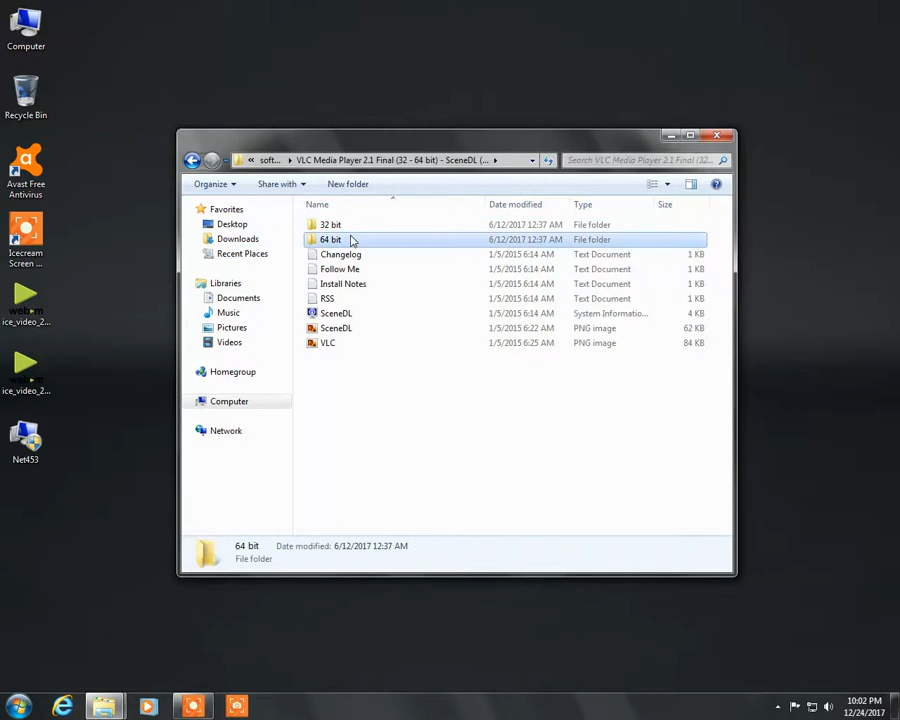 Computer
Recycle Bin
Avast Free
Antivirus
Icecream
Screen ...
ice_video_2...
ice_video_2...
Net453
« soft... ▸ VLC Media Player 2.1 Final (32 - 64 bit) - SceneDL (... ▸
Search VLC Media Player 2.1 Final (32...
Organize Share with New folder
Name Date modified Type Size
Favorites
Desktop
Downloads
Recent Places
Libraries
Documents
Music
Pictures
Videos
Homegroup
Computer
Network
32 bit 6/12/2017 12:37 AM File folder
64 bit 6/12/2017 12:37 AM File folder
Changelog 1/5/2015 6:14 AM Text Document 1 KB
Follow Me 1/5/2015 6:14 AM Text Document 1 KB
Install Notes 1/5/2015 6:14 AM Text Document 1 KB
RSS 1/5/2015 6:14 AM Text Document 1 KB
SceneDL 1/5/2015 6:14 AM System Informatio... 4 KB
SceneDL 1/5/2015 6:22 AM PNG image 62 KB
VLC 1/5/2015 6:25 AM PNG image 84 KB
64 bit Date modified: 6/12/2017 12:37 AM
File folder
10:02 PM
12/24/2017